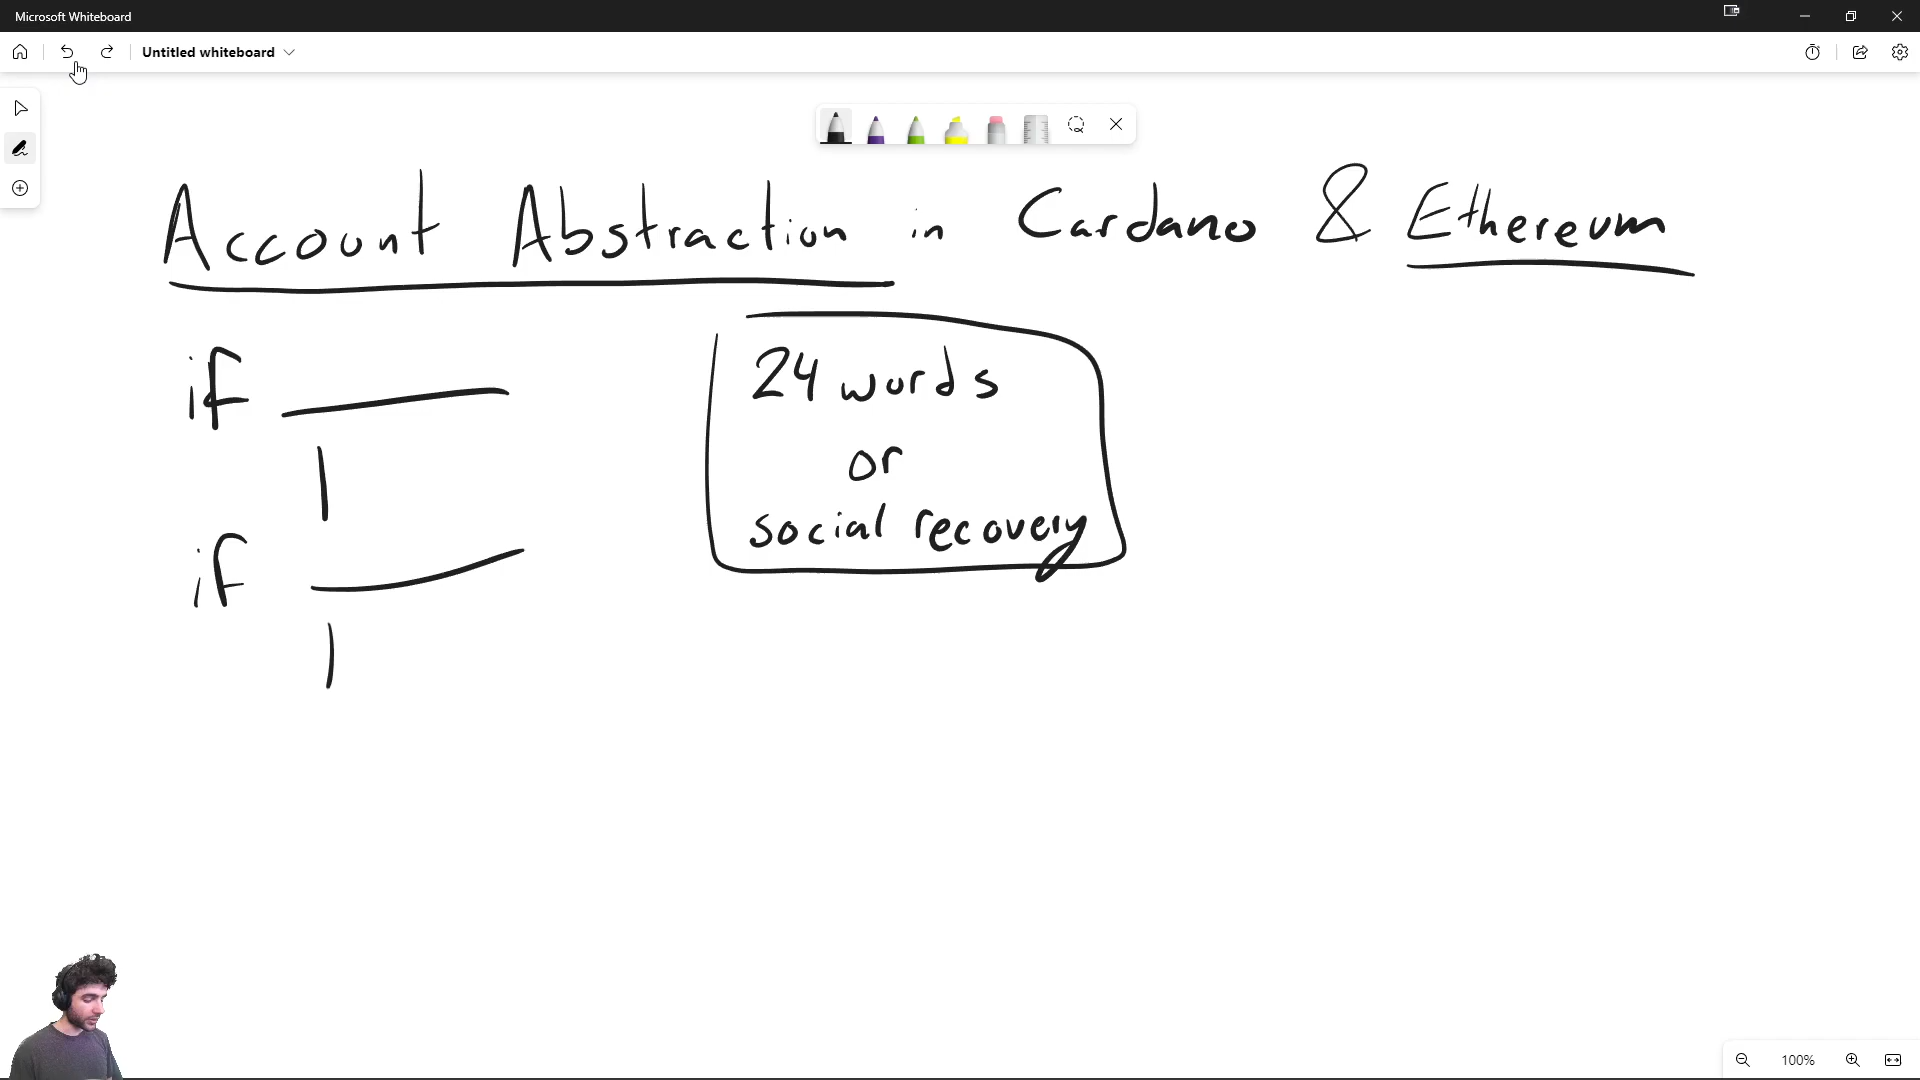 Microsoft Whiteboard
Untitled whiteboard
Account Abstraction in Cardano & Ethereum
if
24 words
or
social recovery
if
100%